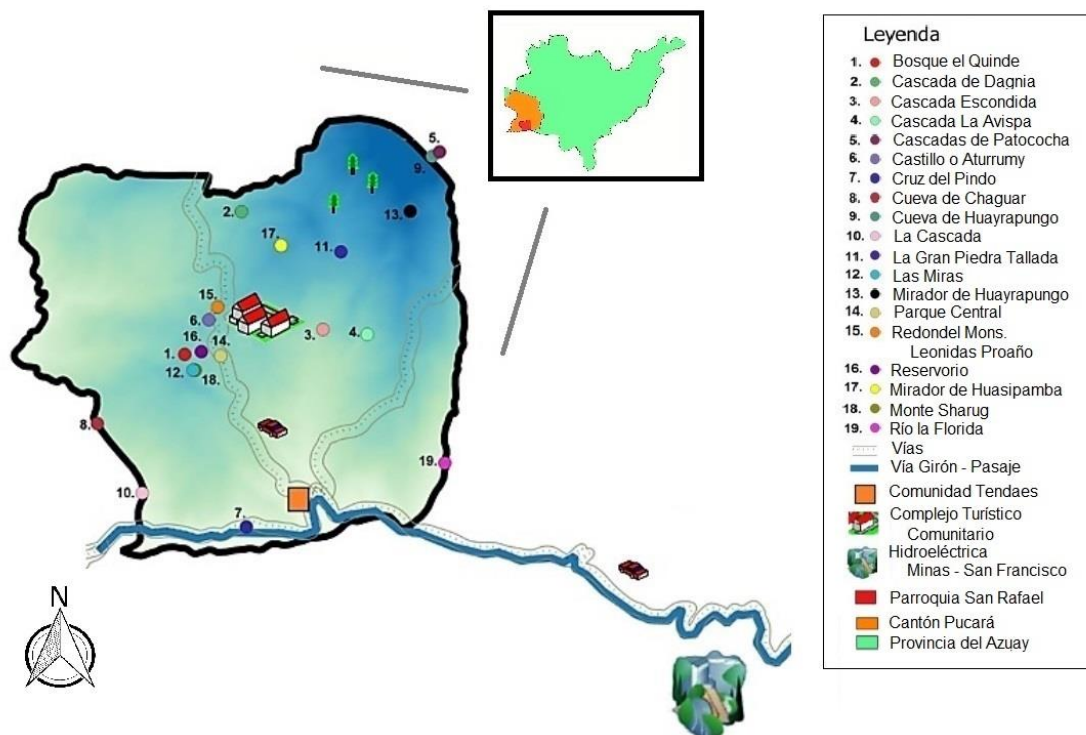 5.
9.
2.
13.
17.
11.
15.
6.
3.
4.
16.
14.
1.
12.
18.
8.
19.
10.
7.
N
Leyenda
1. Bosque el Quinde
2. Cascada de Dagnia
3. Cascada Escondida
4. Cascada La Avispa
5. Cascadas de Patococha
6. Castillo o Aturrumy
7. Cruz del Pindo
8. Cueva de Chaguar
9. Cueva de Huayrapungo
10. La Cascada
11. La Gran Piedra Tallada
12. Las Miras
13. Mirador de Huayrapungo
14. Parque Central
15. Redondel Mons.
Leonidas Proaño
16. Reservorio
17. Mirador de Huasipamba
18. Monte Sharug
19. Río la Florida
Vías
Vía Girón - Pasaje
Comunidad Tendaes
Complejo Turístico
Comunitario
Hidroeléctrica
Minas - San Francisco
Parroquia San Rafael
Cantón Pucará
Provincia del Azuay